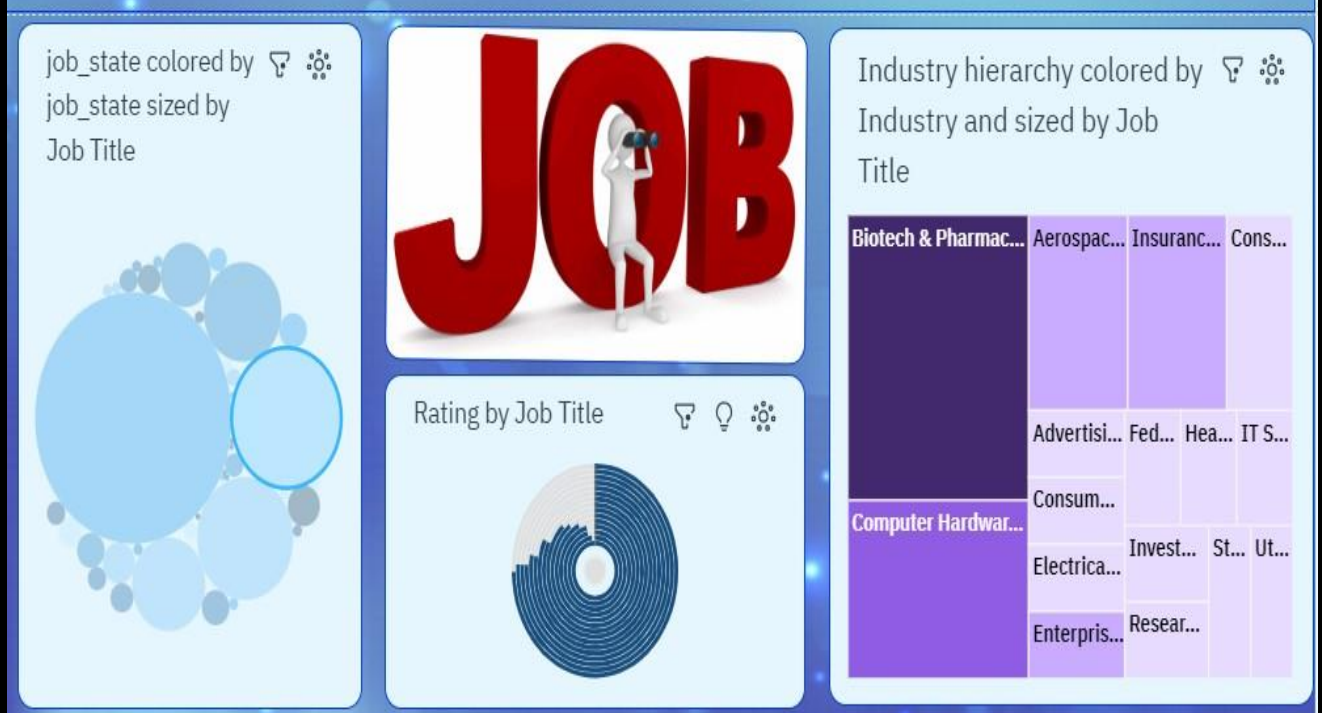 job_state colored by
job_state sized by
Job Title
JOB
Rating by Job Title
Industry hierarchy colored by
Industry and sized by Job
Title
Biotech & Pharmac...
Aerospac...
Insuranc...
Cons...
Computer Hardwar...
Advertisi...
Fed...
Hea...
IT S...
Consum...
Electrica...
Enterpris...
Invest...
St...
Ut...
Resear...